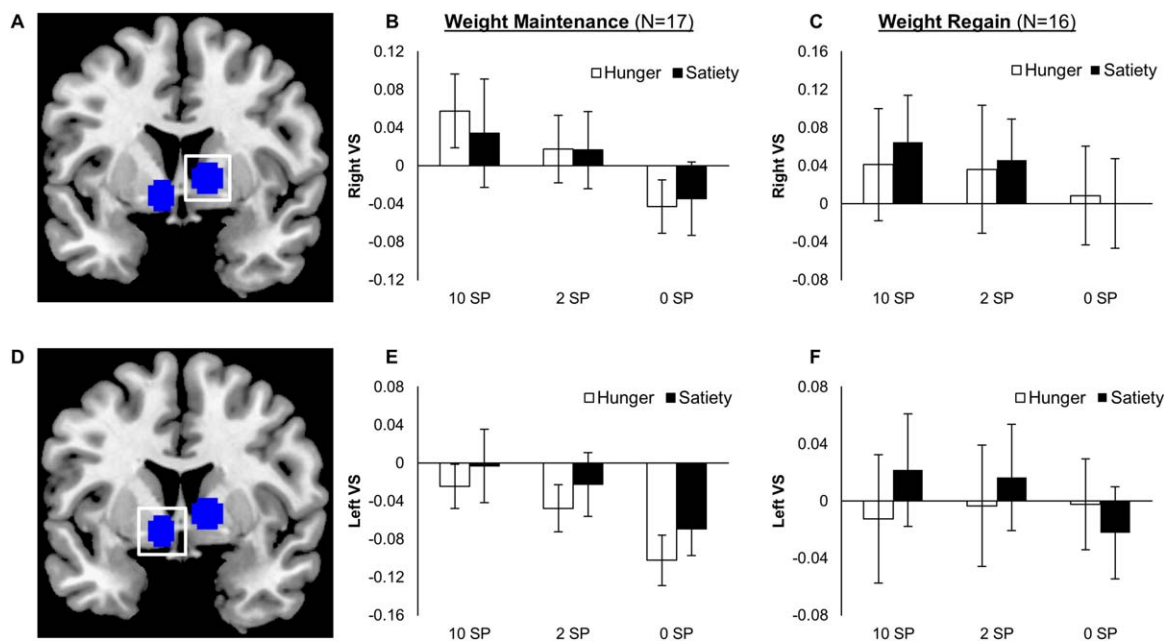 A
B
Weight Maintenance (N=17)
C
Weight Regain (N=16)
0.12
0.08
0.04
0
-0.04
-0.08
-0.12
Right VS
Hunger Satiety
10 SP 2 SP 0 SP
0.16
0.12
0.08
0.04
0
-0.04
-0.08
Right VS
Hunger Satiety
10 SP 2 SP 0 SP
D
E
0.08
0.04
0
-0.04
-0.08
-0.12
-0.16
Left VS
Hunger Satiety
10 SP 2 SP 0 SP
F
0.08
0.04
0
-0.04
-0.08
Left VS
Hunger Satiety
10 SP 2 SP 0 SP